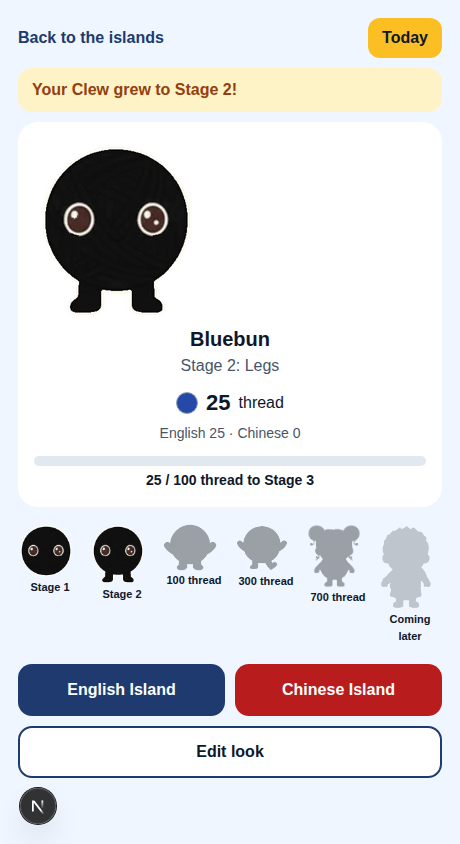 Back to the islands
Today
Your Clew grew to Stage 2!
Bluebun
Stage 2: Legs
25 thread
English 25 · Chinese 0
25 / 100 thread to Stage 3
Stage 1
Stage 2
100 thread
300 thread
700 thread
Coming
later
English Island
Chinese Island
Edit look
N